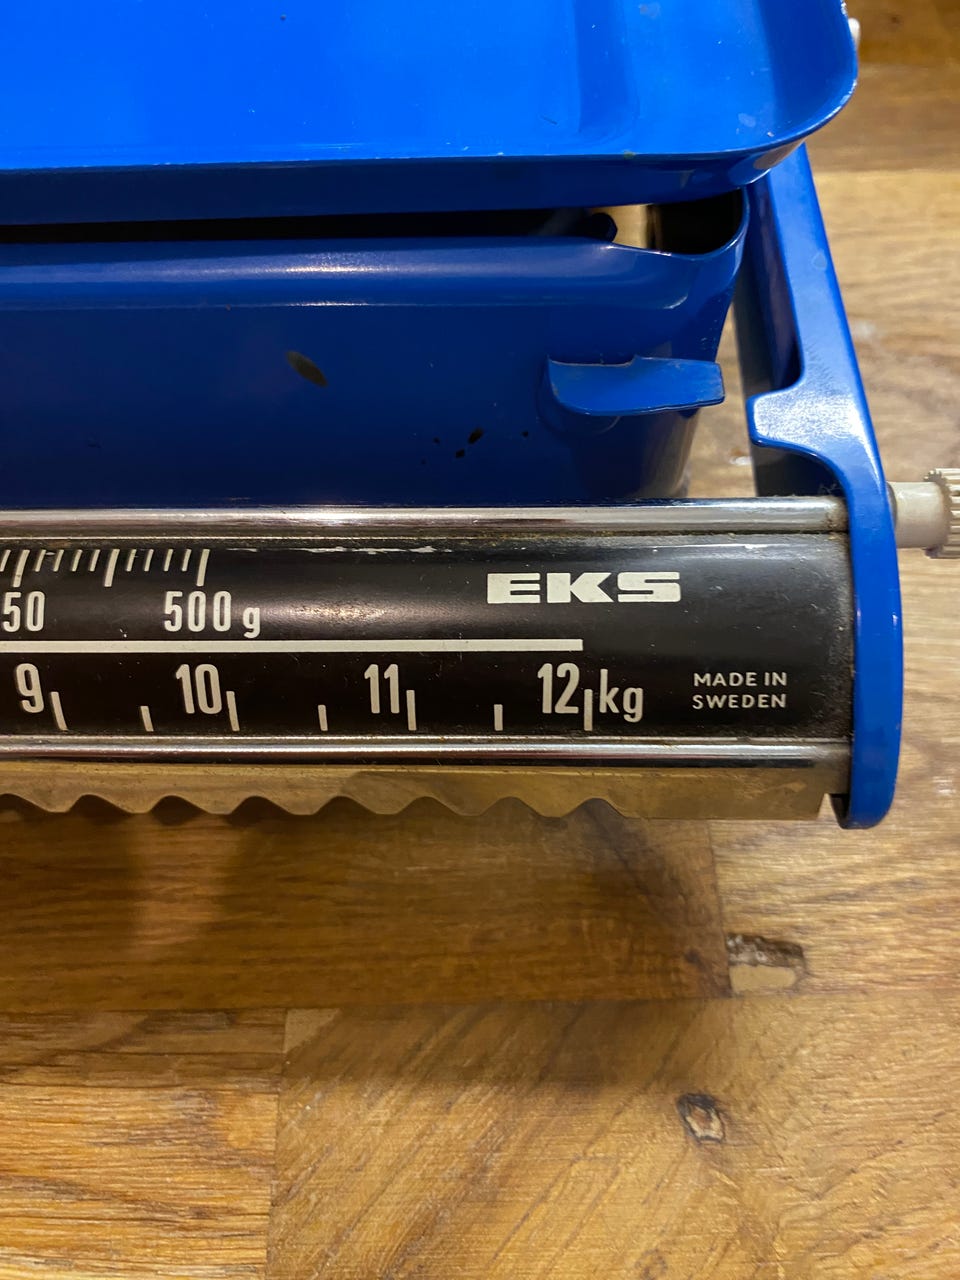 EKS
50 500 g
9 10 11 12 kg
MADE IN
SWEDEN